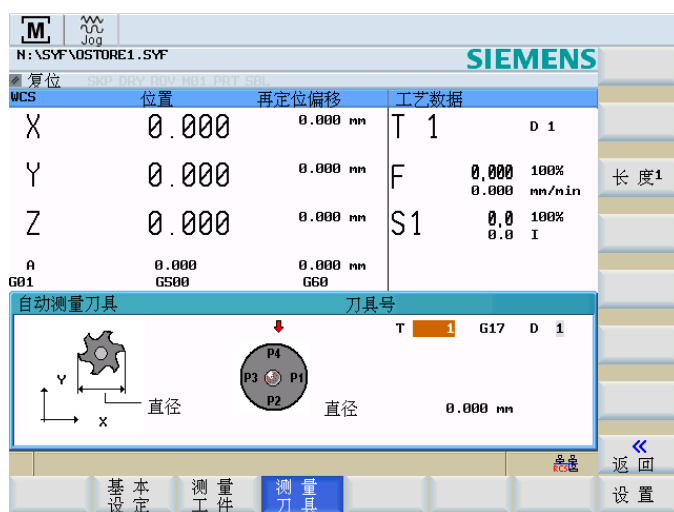 M
Jog
N:\SYF\OSTORE1.SYF
SIEMENS
复位 SKP DRY ROV M01 PRT SBL
WCS 位置 再定位偏移 工艺数据
X 0.000 0.000 mm T 1 D 1
Y 0.000 0.000 mm F 0,000 100%
0.000 mm/min
长 度1
Z 0.000 0.000 mm S1 0,0 100%
0.0 I
A 0.000 0.000 mm
G01 G500 G60
自动测量刀具 刀具号
T 1 G17 D 1
P4
P3 P1
P2
Y
X
直径
直径 0.000 mm
RCS
«
返 回
基 本
设 定
测 量
工 件
测 量
刀 具
设 置